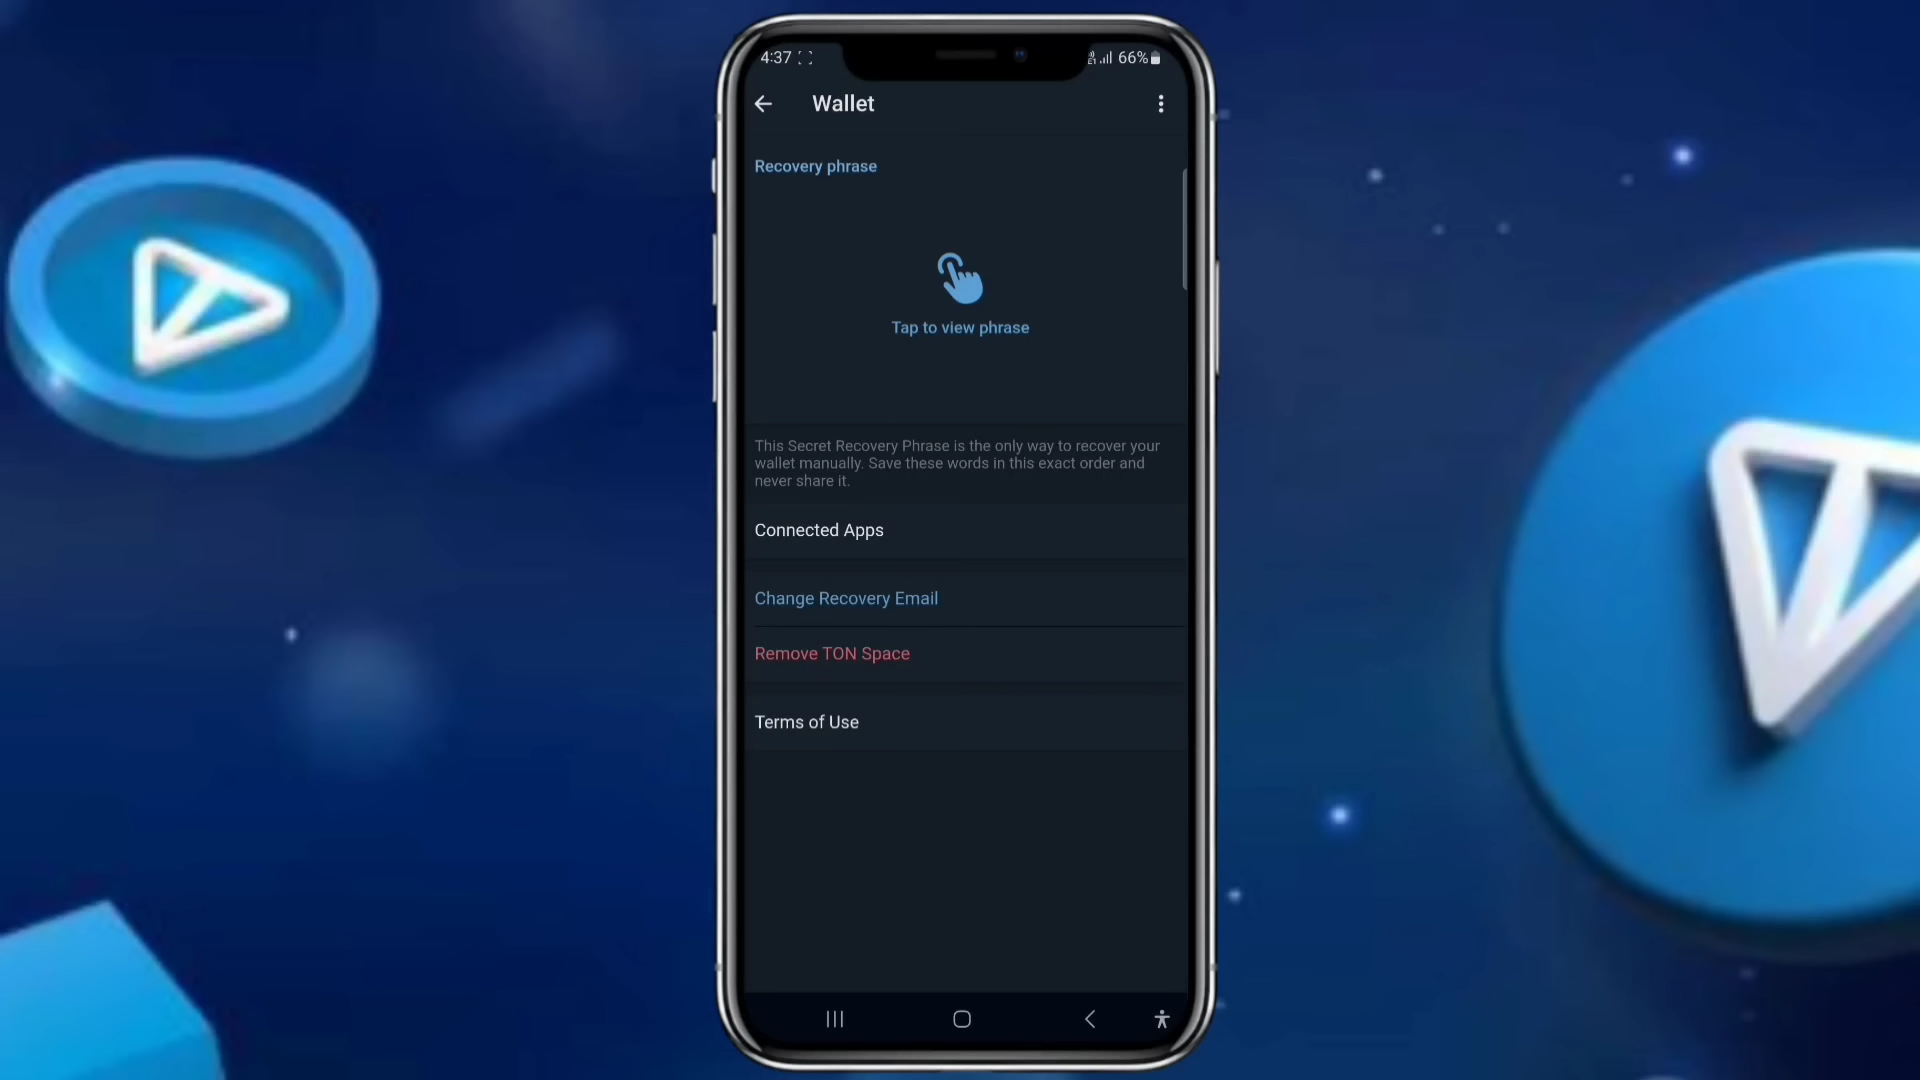 4:37
66%
Wallet
Recovery phrase
Tap to view phrase
This Secret Recovery Phrase is the only way to recover your
wallet manually. Save these words in this exact order and
never share it.
Connected Apps
Change Recovery Email
Remove TON Space
Terms of Use